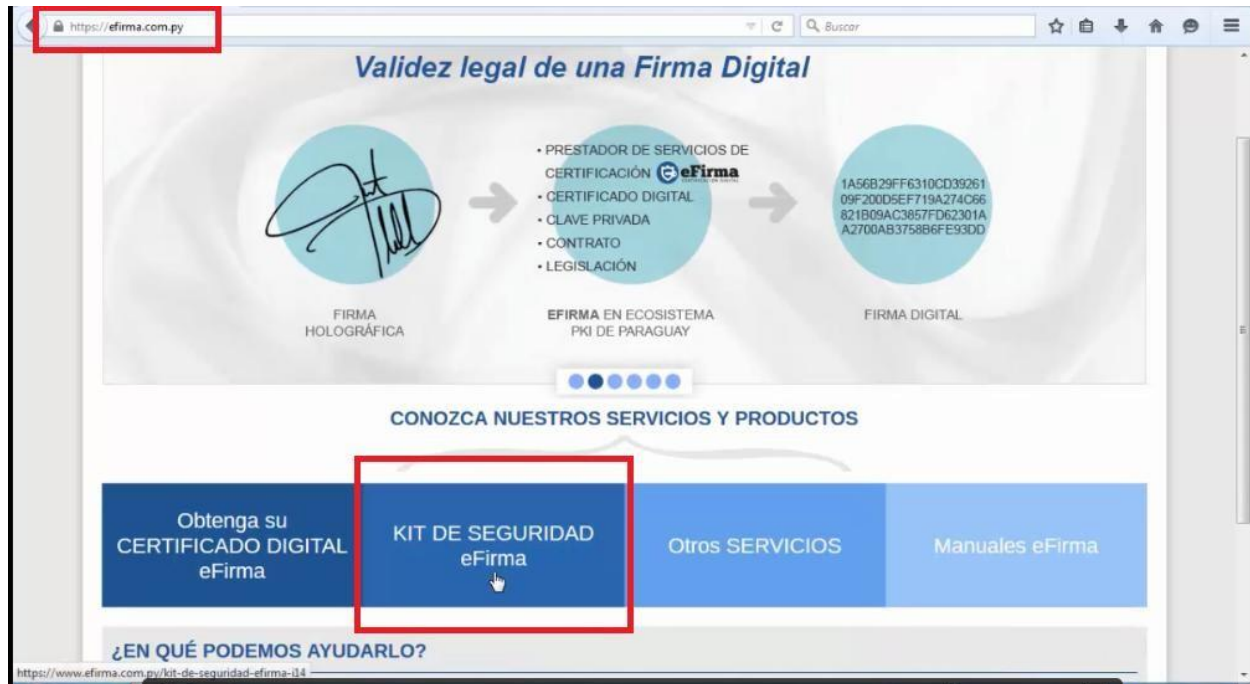 https://efirma.com.py
Buscar
Validez legal de una Firma Digital
• PRESTADOR DE SERVICIOS DE
CERTIFICACIÓN eFirma
• CERTIFICADO DIGITAL
• CLAVE PRIVADA
• CONTRATO
• LEGISLACIÓN
1A56B29FF6310CD39261
09F200D5EF719A274C66
821B09AC3857FD62301A
A2700AB3758B6FE93DD
FIRMA
HOLOGRÁFICA
EFIRMA EN ECOSISTEMA
PKI DE PARAGUAY
FIRMA DIGITAL
CONOZCA NUESTROS SERVICIOS Y PRODUCTOS
Obtenga su
CERTIFICADO DIGITAL
eFirma
KIT DE SEGURIDAD
eFirma
Otros SERVICIOS
Manuales eFirma
¿EN QUÉ PODEMOS AYUDARLO?
https://www.efirma.com.py/kit-de-seguridad-efirma-i14